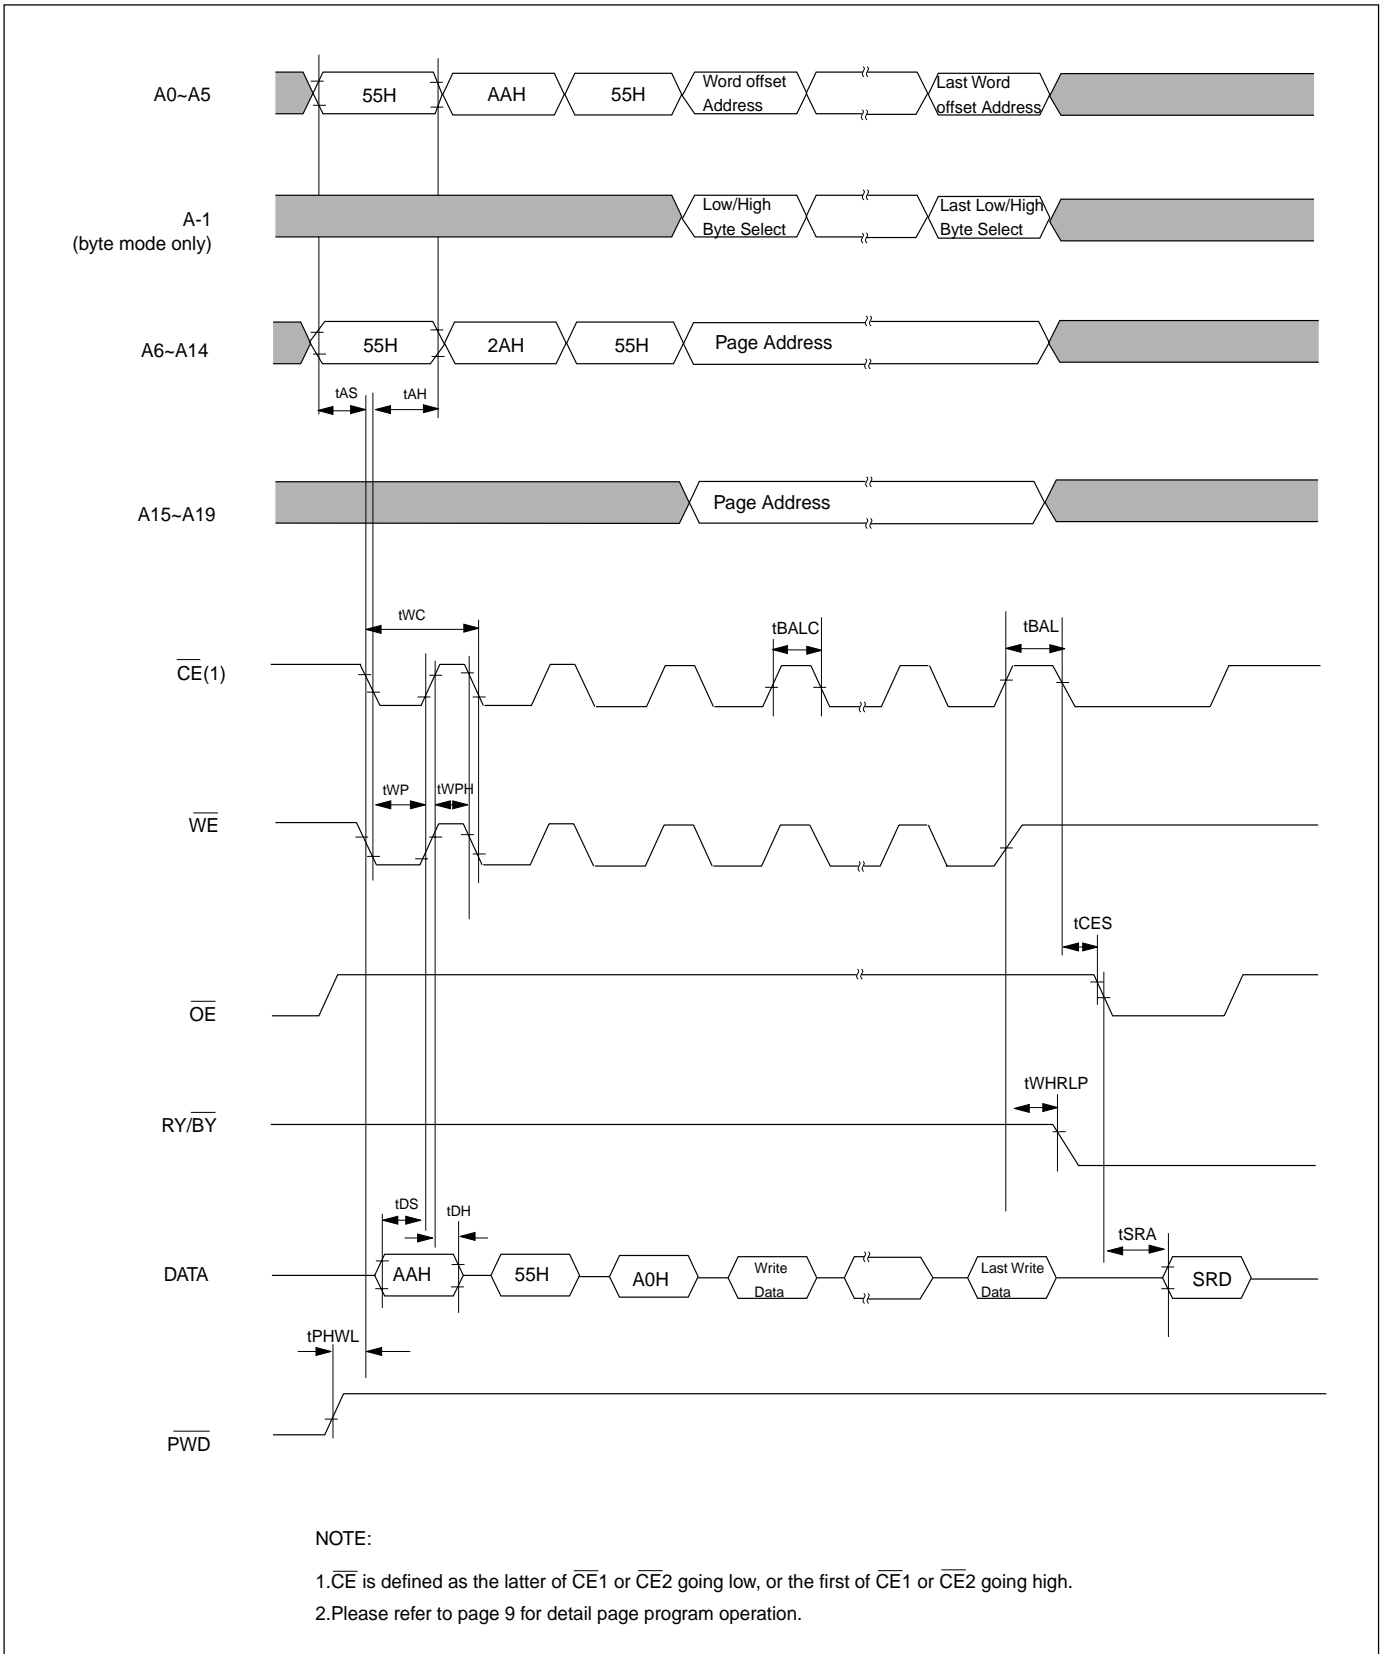 A0~A5
55H
AAH
55H
Word offset
Address
Last Word
offset Address
A-1
(byte mode only)
Low/High
Byte Select
Last Low/High
Byte Select
A6~A14
55H
2AH
55H
Page Address
tAS
tAH
A15~A19
Page Address
tWC
tBALC
tBAL
CE(1)
tWP
tWPH
WE
tCES
OE
tWHRLP
RY/BY
tDS
tDH
tSRA
DATA
AAH
55H
A0H
Write
Data
Last Write
Data
SRD
tPHWL
PWD
NOTE:
1.CE is defined as the latter of CE1 or CE2 going low, or the first of CE1 or CE2 going high.
2.Please refer to page 9 for detail page program operation.